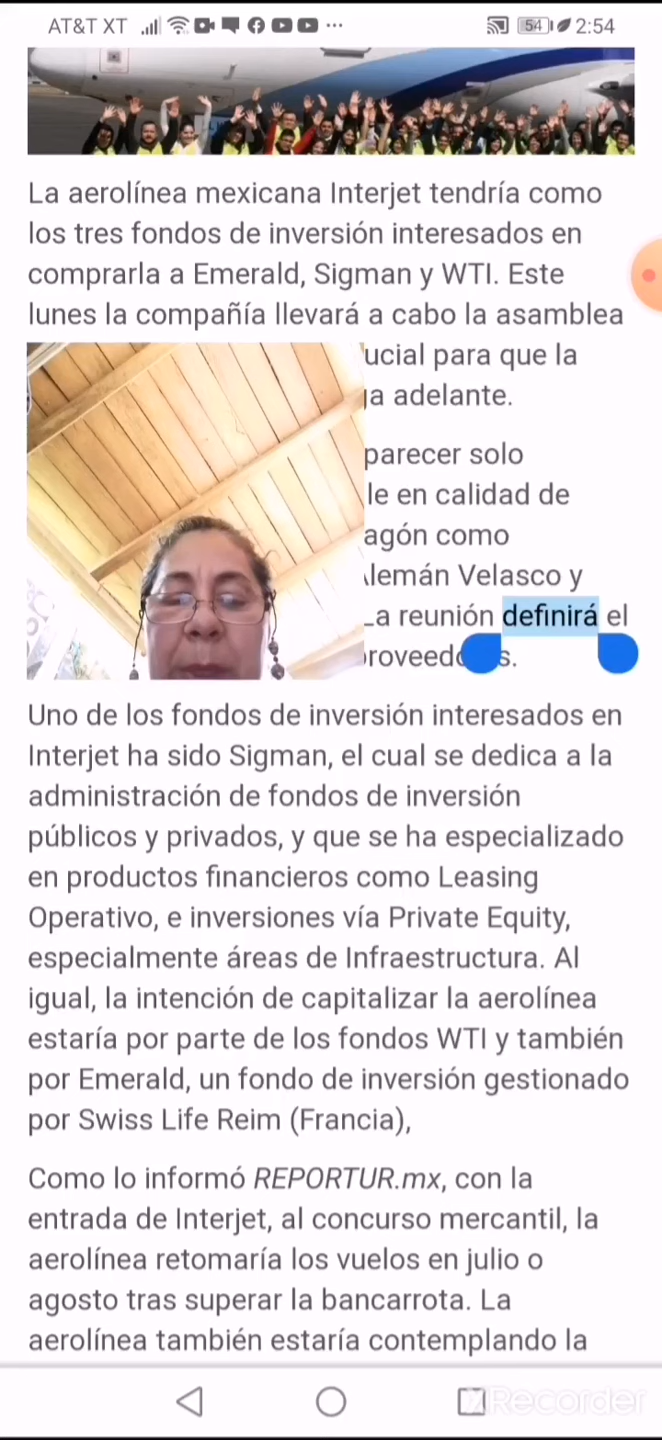 AT&T XT 54 2:54
La aerolínea mexicana Interjet tendría como
los tres fondos de inversión interesados en
comprarla a Emerald, Sigman y WTI. Este
lunes la compañía llevará a cabo la asamblea
ucial para que la
a adelante.
parecer solo
le en calidad de
agón como
lemán Velasco y
La reunión definirá el
roveed s.
Uno de los fondos de inversión interesados en
Interjet ha sido Sigman, el cual se dedica a la
administración de fondos de inversión
públicos y privados, y que se ha especializado
en productos financieros como Leasing
Operativo, e inversiones vía Private Equity,
especialmente áreas de Infraestructura. Al
igual, la intención de capitalizar la aerolínea
estaría por parte de los fondos WTI y también
por Emerald, un fondo de inversión gestionado
por Swiss Life Reim (Francia),
Como lo informó REPORTUR.mx, con la
entrada de Interjet, al concurso mercantil, la
aerolínea retomaría los vuelos en julio o
agosto tras superar la bancarrota. La
aerolínea también estaría contemplando la
Recorder